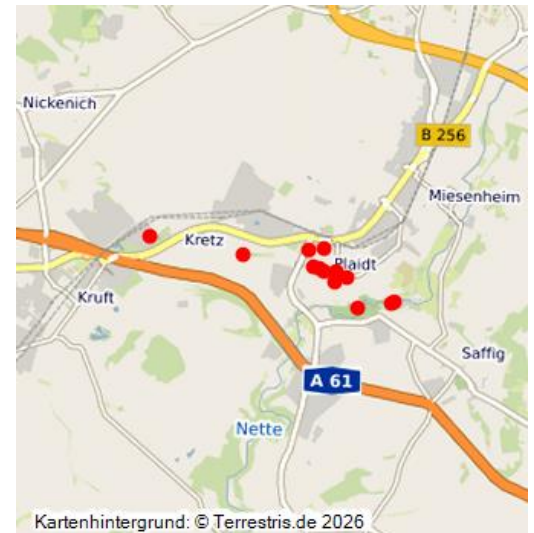 Nickenich
B 256
Miesenheim
Kretz
Plaidt
Kruft
Saffig
A 61
Nette
Kartenhintergrund: © Terrestris.de 2026